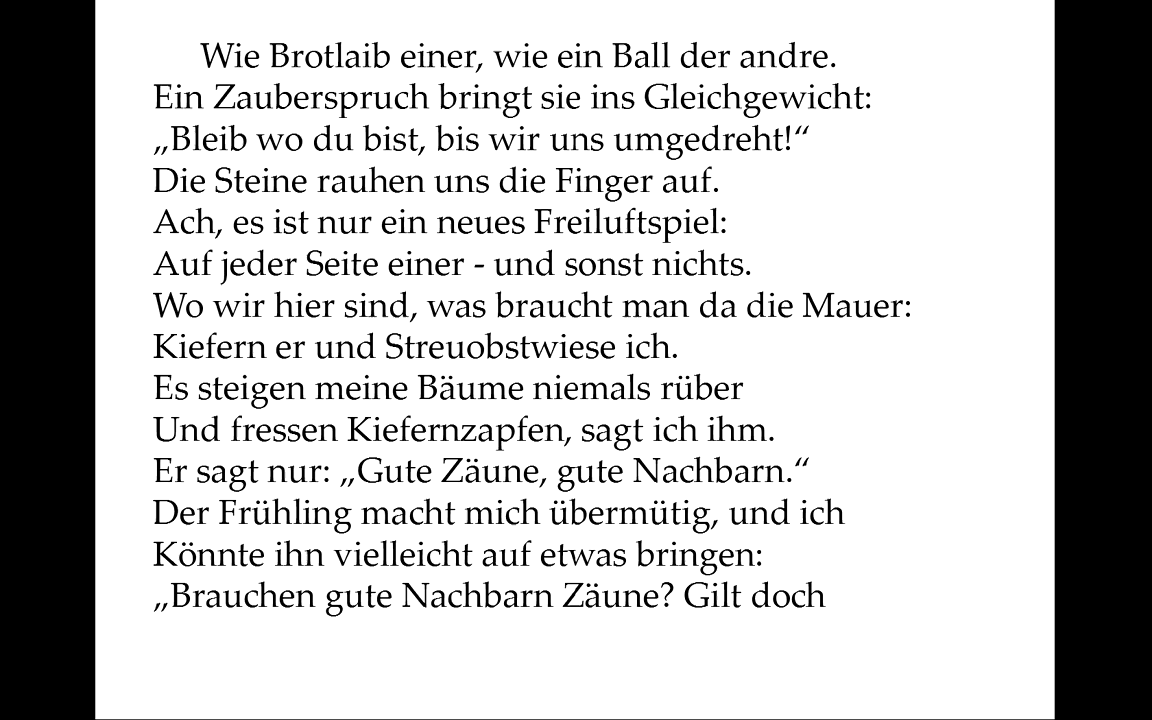 Wie Brotlaib einer, wie ein Ball der andre.
Ein Zauberspruch bringt sie ins Gleichgewicht:
„Bleib wo du bist, bis wir uns umgedreht!“
Die Steine rauhen uns die Finger auf.
Ach, es ist nur ein neues Freiluftspiel:
Auf jeder Seite einer - und sonst nichts.
Wo wir hier sind, was braucht man da die Mauer:
Kiefern er und Streuobstwiese ich.
Es steigen meine Bäume niemals rüber
Und fressen Kiefernzapfen, sagt ich ihm.
Er sagt nur: „Gute Zäune, gute Nachbarn.“
Der Frühling macht mich übermütig, und ich
Könnte ihn vielleicht auf etwas bringen:
„Brauchen gute Nachbarn Zäune? Gilt doch